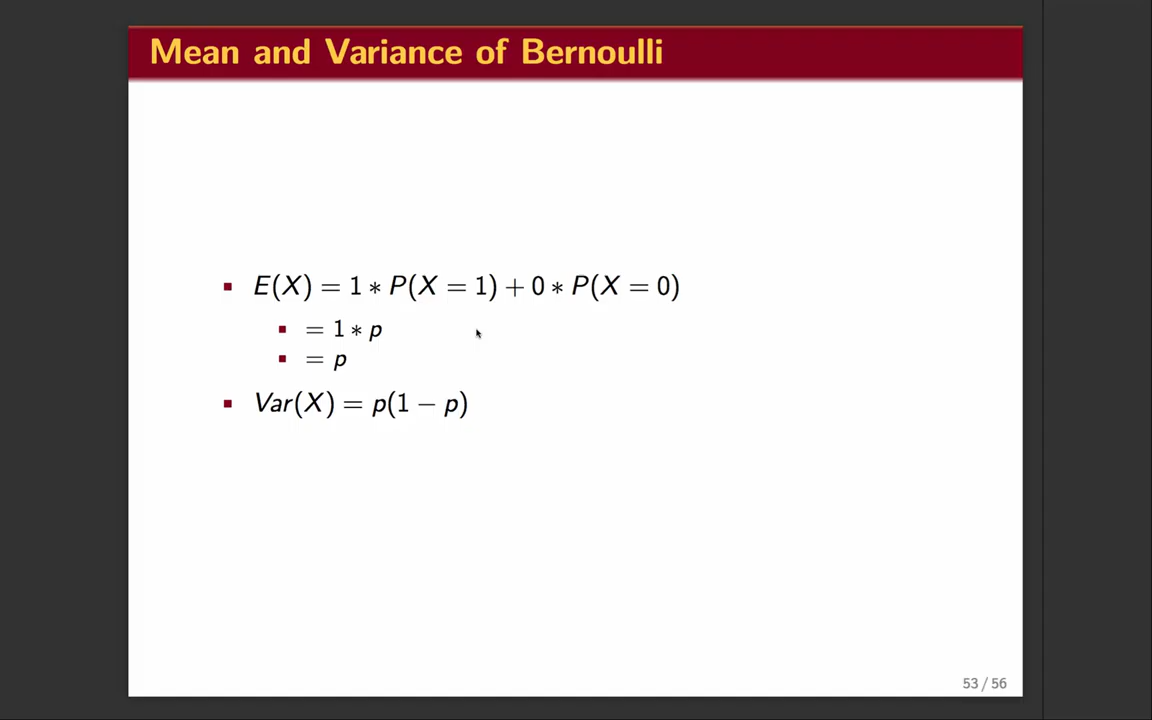 Mean and Variance of Bernoulli
▪ E(X) = 1 ∗ P(X = 1) + 0 ∗ P(X = 0)
▪ = 1 ∗ p
▪ = p
▪ Var(X) = p(1 − p)
53 / 56